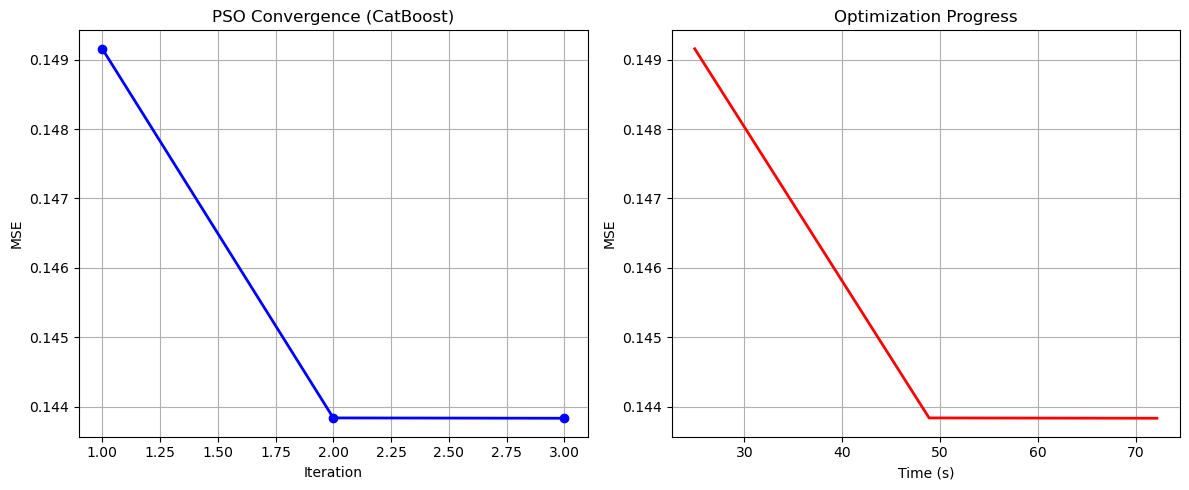 PSO Convergence (CatBoost)
0.149
0.148
0.147
0.146
0.145
0.144
MSE
1.00 1.25 1.50 1.75 2.00 2.25 2.50 2.75 3.00
Iteration
Optimization Progress
0.149
0.148
0.147
0.146
0.145
0.144
MSE
30 40 50 60 70
Time (s)